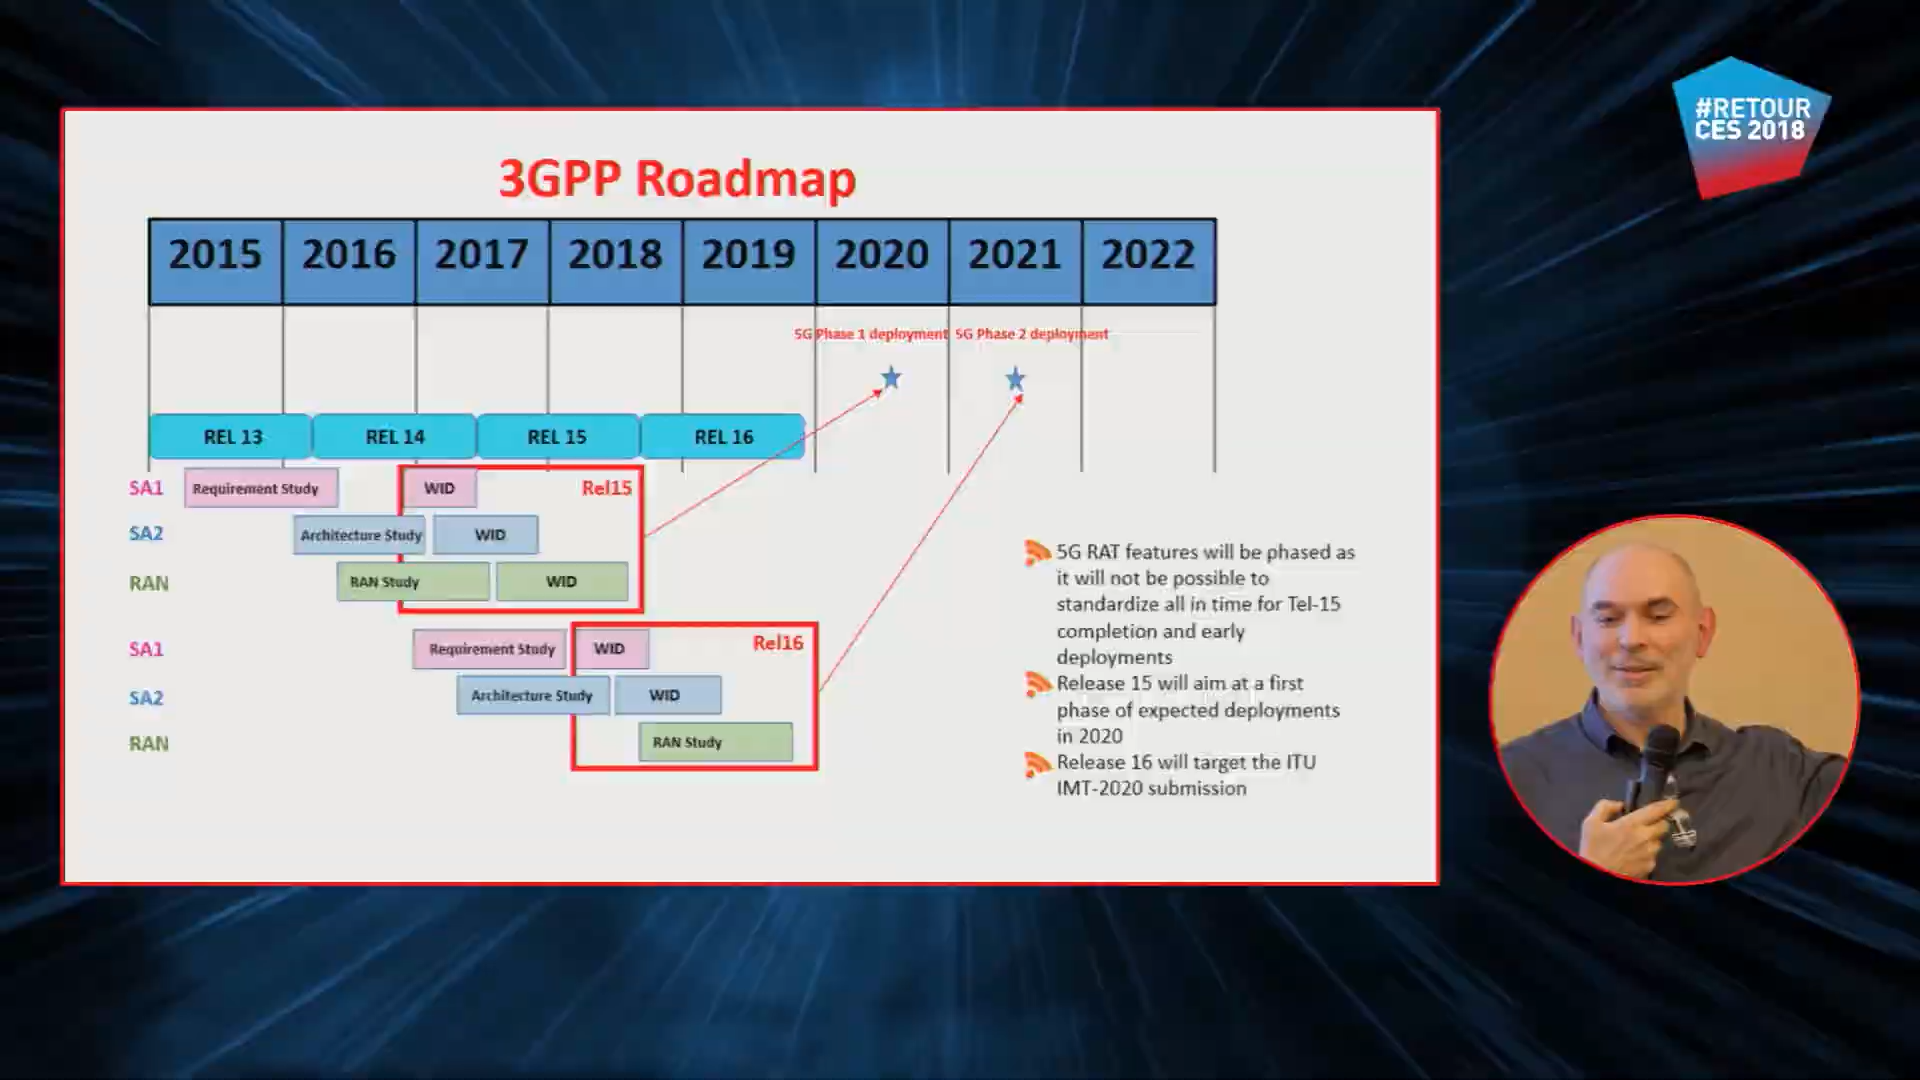 #RETOUR
CES 2018
3GPP Roadmap
2015 2016 2017 2018 2019 2020 2021 2022
5G Phase 1 deployment 5G Phase 2 deployment
REL 13 REL 14 REL 15 REL 16
SA1 Requirement Study WID Rel15
SA2 Architecture Study WID
RAN RAN Study WID
SA1 Requirement Study WID Rel16
SA2 Architecture Study WID
RAN RAN Study
5G RAT features will be phased as
it will not be possible to
standardize all in time for Tel-15
completion and early
deployments
Release 15 will aim at a first
phase of expected deployments
in 2020
Release 16 will target the ITU
IMT-2020 submission